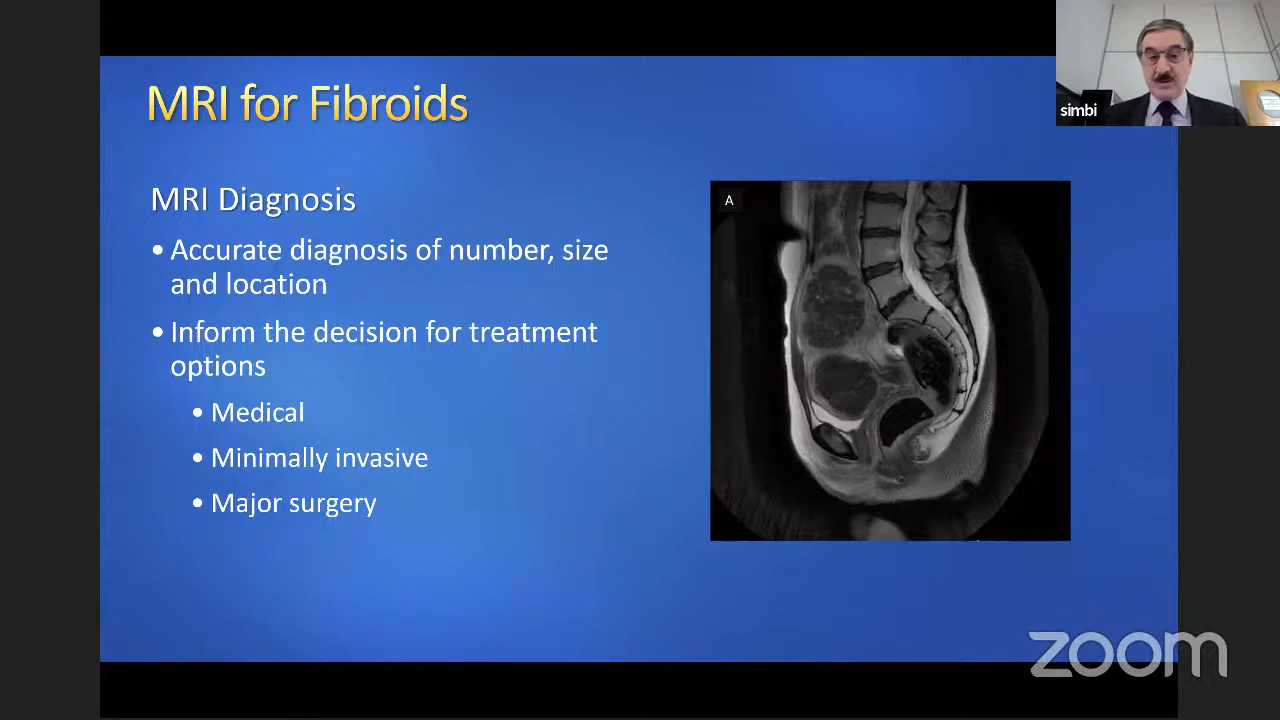 MRI for Fibroids
simbi
MRI Diagnosis
• Accurate diagnosis of number, size
and location
• Inform the decision for treatment
options
• Medical
• Minimally invasive
• Major surgery
A
zoom